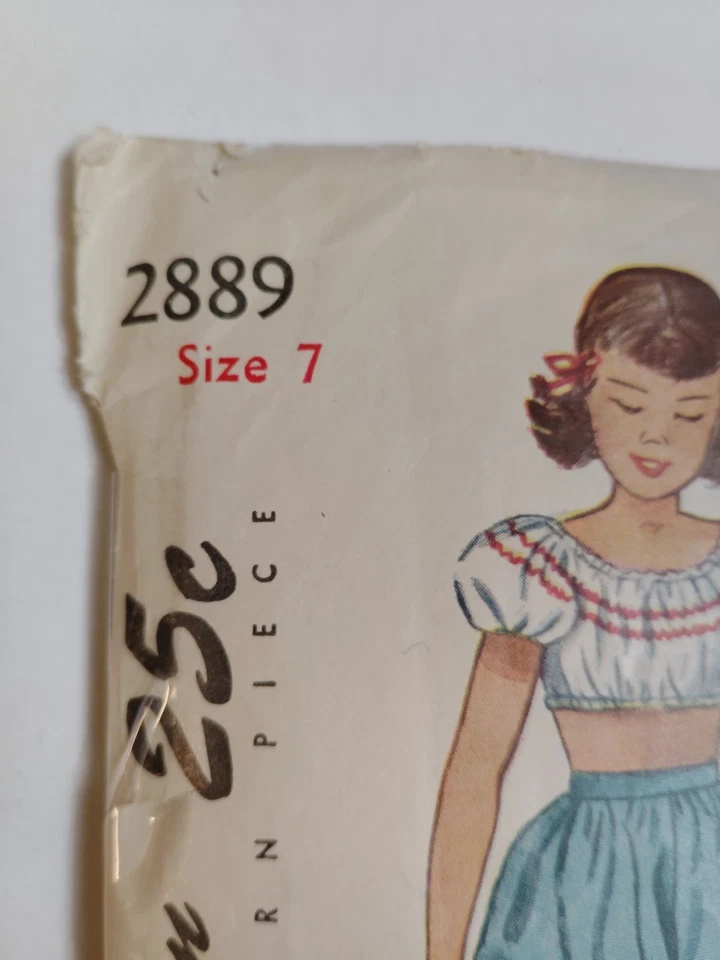 2889
Size 7
25c
RN PIECE